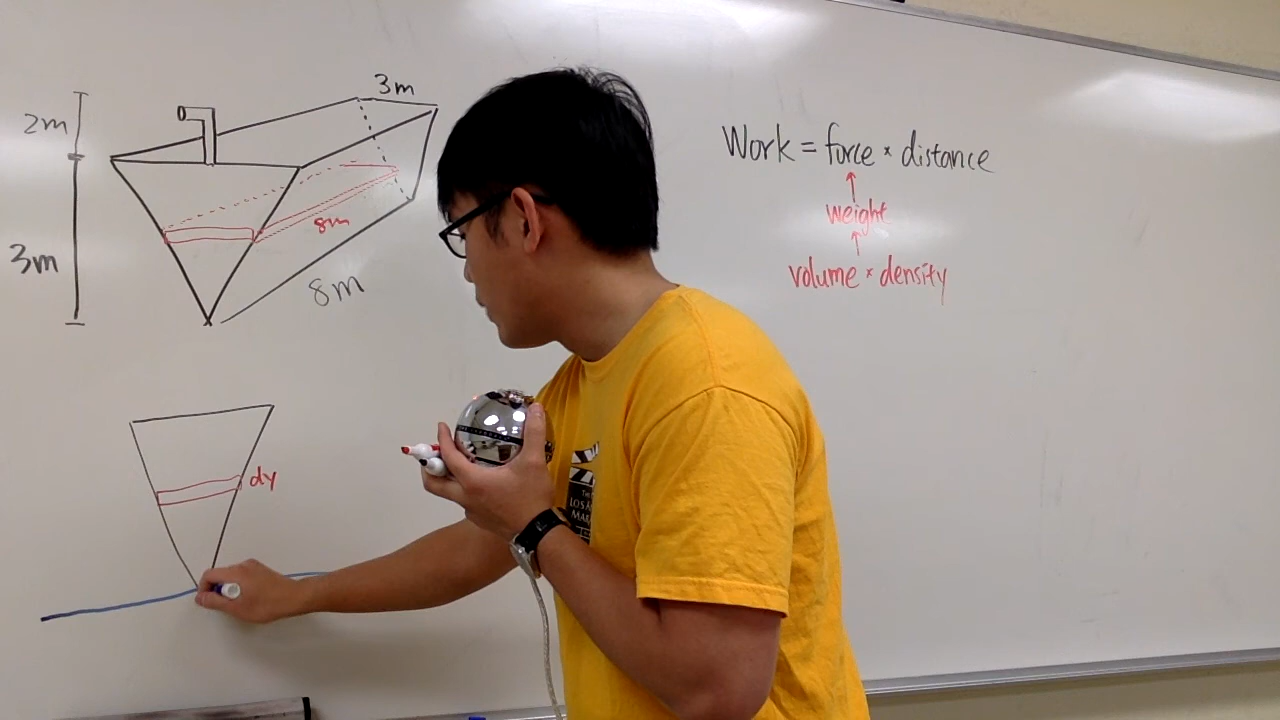 3m
2m
Work = force × distance
weight
8m
volume × density
3m
8m
dy